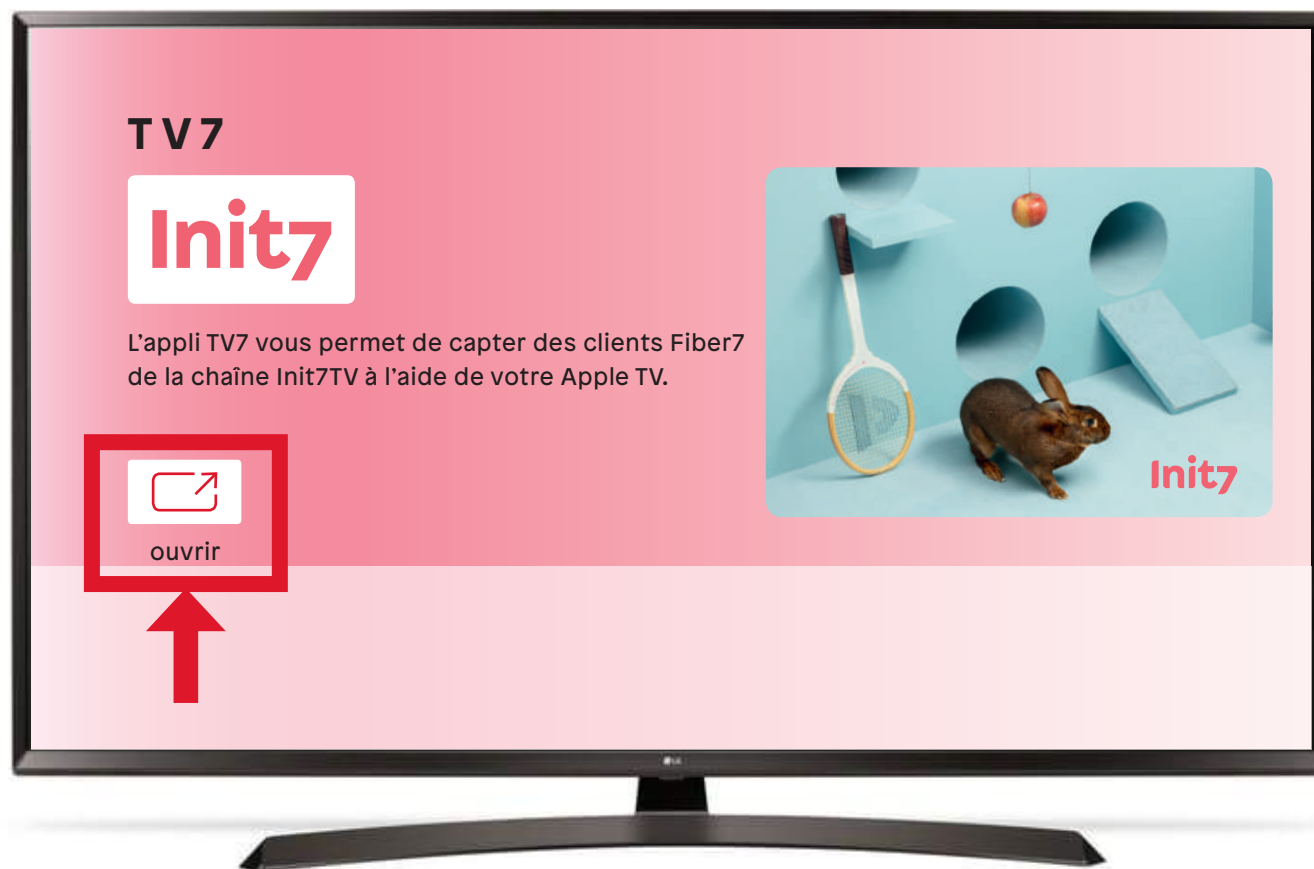 TV7
Init7
L’appli TV7 vous permet de capter des clients Fiber7
de la chaîne Init7TV à l’aide de votre Apple TV.
Init7
ouvrir
LG